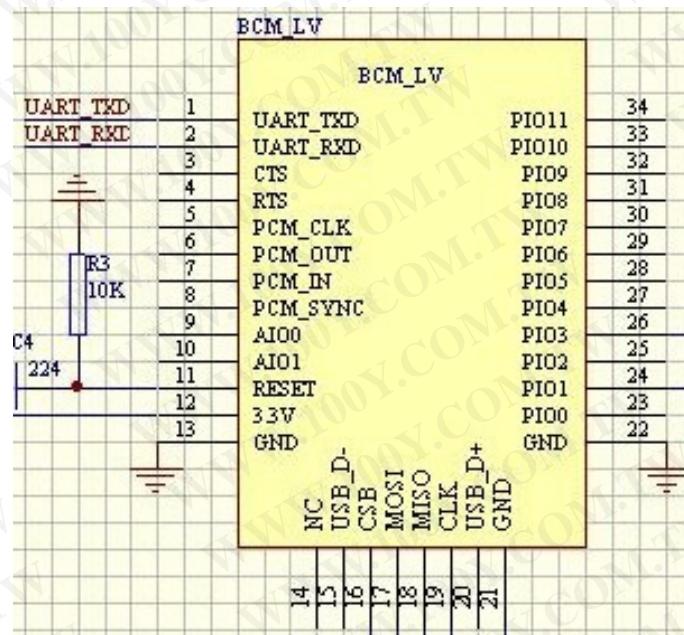 BCM_LV
BCM_LV
UART_TXD 1 UART_TXD PIO11 34
UART_RXD 2 UART_RXD PIO10 33
3 CTS PIO9 32
4 RTS PIO8 31
5 PCM_CLK PIO7 30
6 PCM_OUT PIO6 29
R3 7 PCM_IN PIO5 28
10K 8 PCM_SYNC PIO4 27
C4 9 AIO0 PIO3 26
224 10 AIO1 PIO2 25
11 RESET PIO1 24
12 3.3V PIO0 23
13 GND GND 22
NC
USB_D-
CSB
MOSI
MISO
CLK
USB_D+
GND
14 15 16 17 18 19 20 21
WWW.100Y.COM.TW